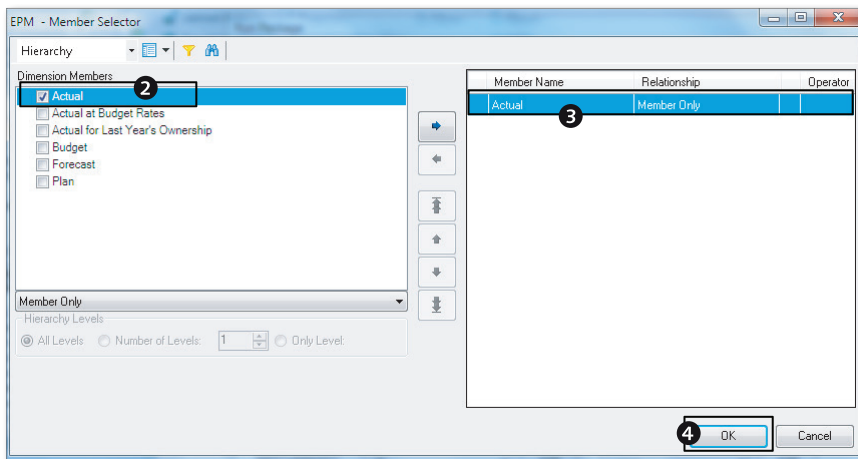 EPM - Member Selector
Hierarchy
Dimension Members
Actual
2
Actual at Budget Rates
Actual for Last Year's Ownership
Budget
Forecast
Plan
Member Only
Hierarchy Levels
All Levels Number of Levels: 1 Only Level:
Member Name Relationship Operator
Actual Member Only
3
4 OK Cancel